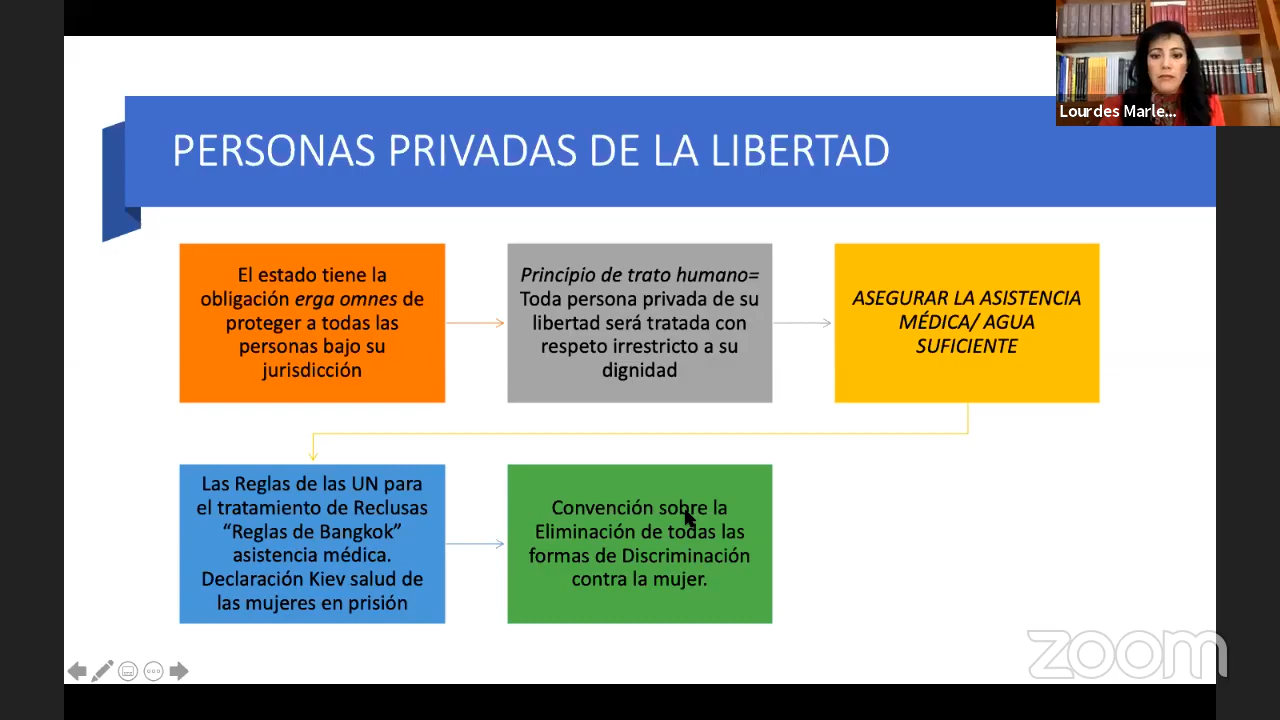 Lourdes Marle...
PERSONAS PRIVADAS DE LA LIBERTAD
El estado tiene la
obligación erga omnes de
proteger a todas las
personas bajo su
jurisdicción
Principio de trato humano=
Toda persona privada de su
libertad será tratada con
respeto irrestricto a su
dignidad
ASEGURAR LA ASISTENCIA
MÉDICA/ AGUA
SUFICIENTE
Las Reglas de las UN para
el tratamiento de Reclusas
“Reglas de Bangkok”
asistencia médica.
Declaración Kiev salud de
las mujeres en prisión
Convención sobre la
Eliminación de todas las
formas de Discriminación
contra la mujer.
zoom